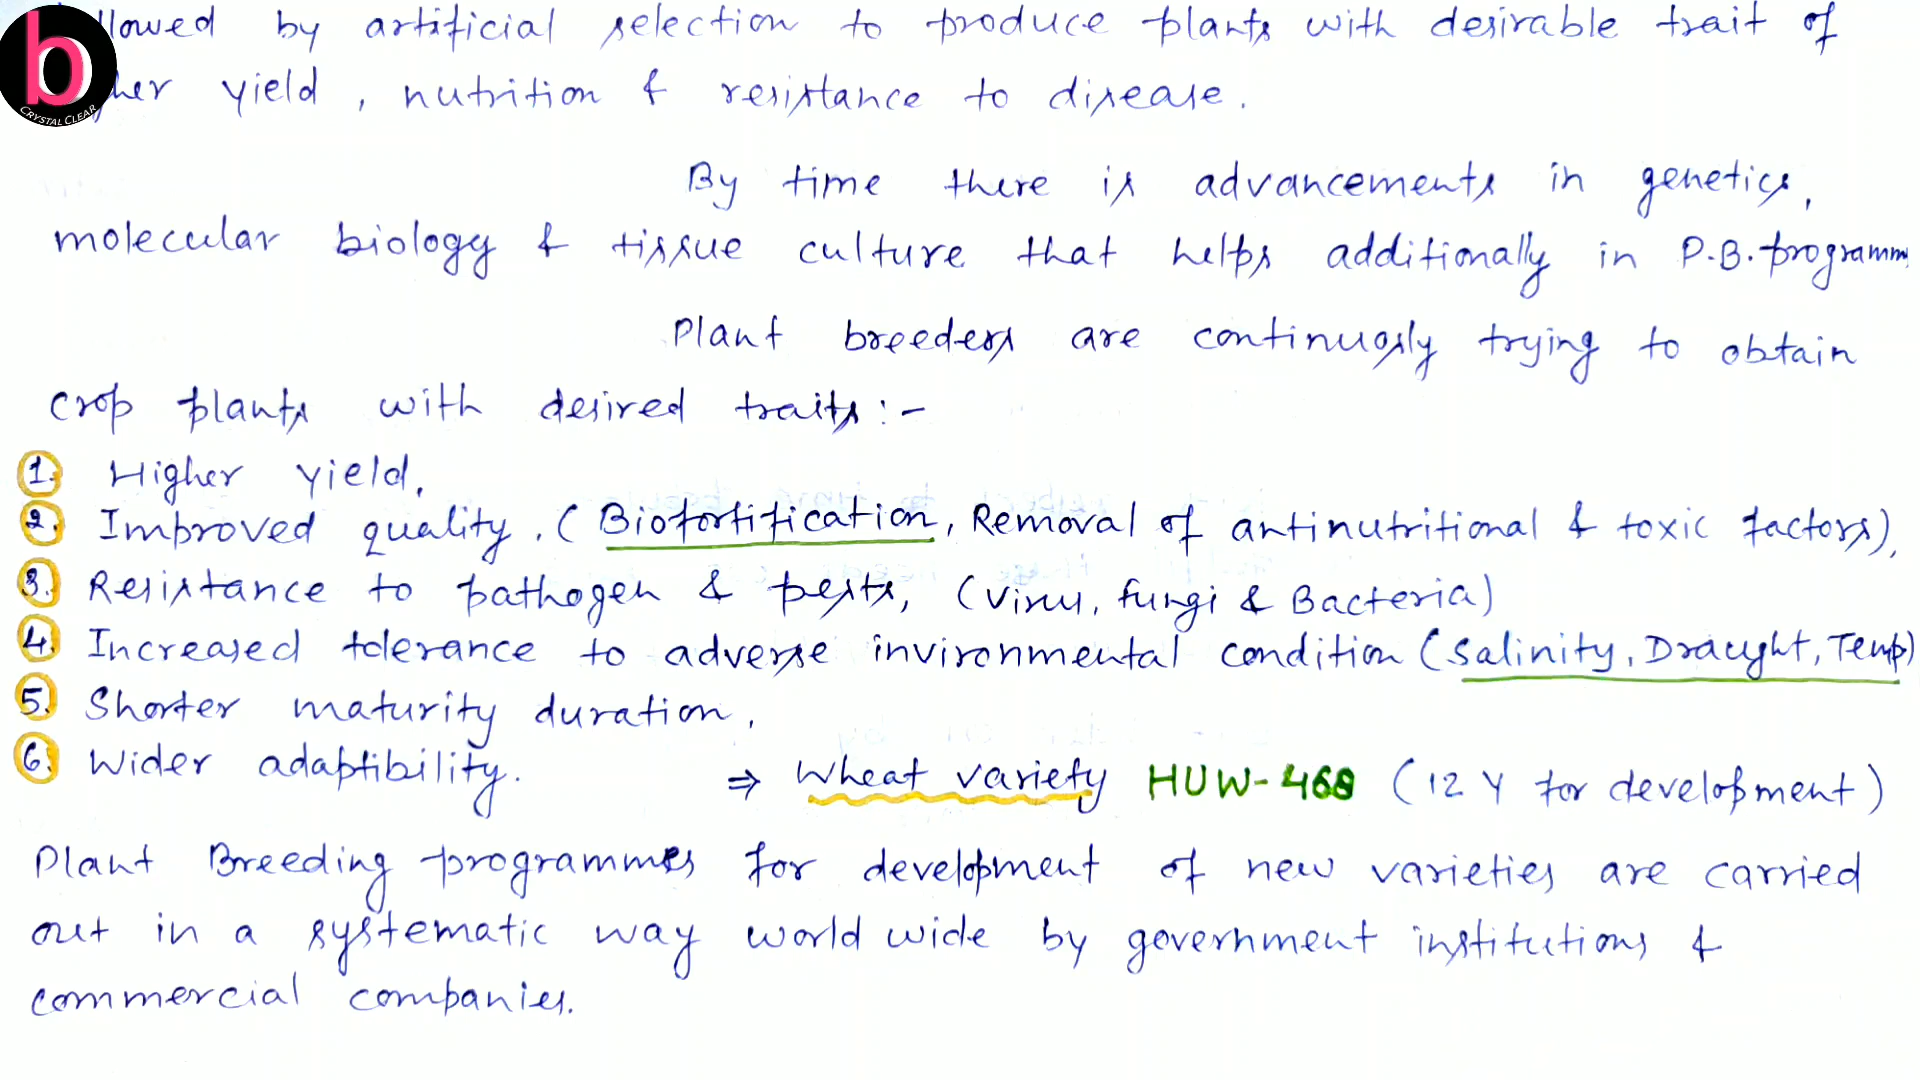 llowed by artificial selection to produce plants with desirable trait of
her yield, nutrition & resistance to disease.
b
CRYSTAL CLEAR
By time there is advancements in genetics,
molecular biology & tissue culture that helps additionally in P.B. programm
Plant breeders are continuosly trying to obtain
crop plants with desired traits :-
1. Higher yield,
2. Improved quality. (Biofortification, Removal of antinutritional & toxic factors),
3. Resistance to pathogen & pests, (Virus, fungi & Bacteria)
4. Increased tolerance to adverse invironmental condition (Salinity, Draught, Temp)
5. Shorter maturity duration,
6. Wider adaptibility.
⇒ Wheat variety HUW-468 (12 Y for development)
Plant Breeding programmes for development of new varieties are carried
out in a systematic way world wide by government institutions &
commercial companies.